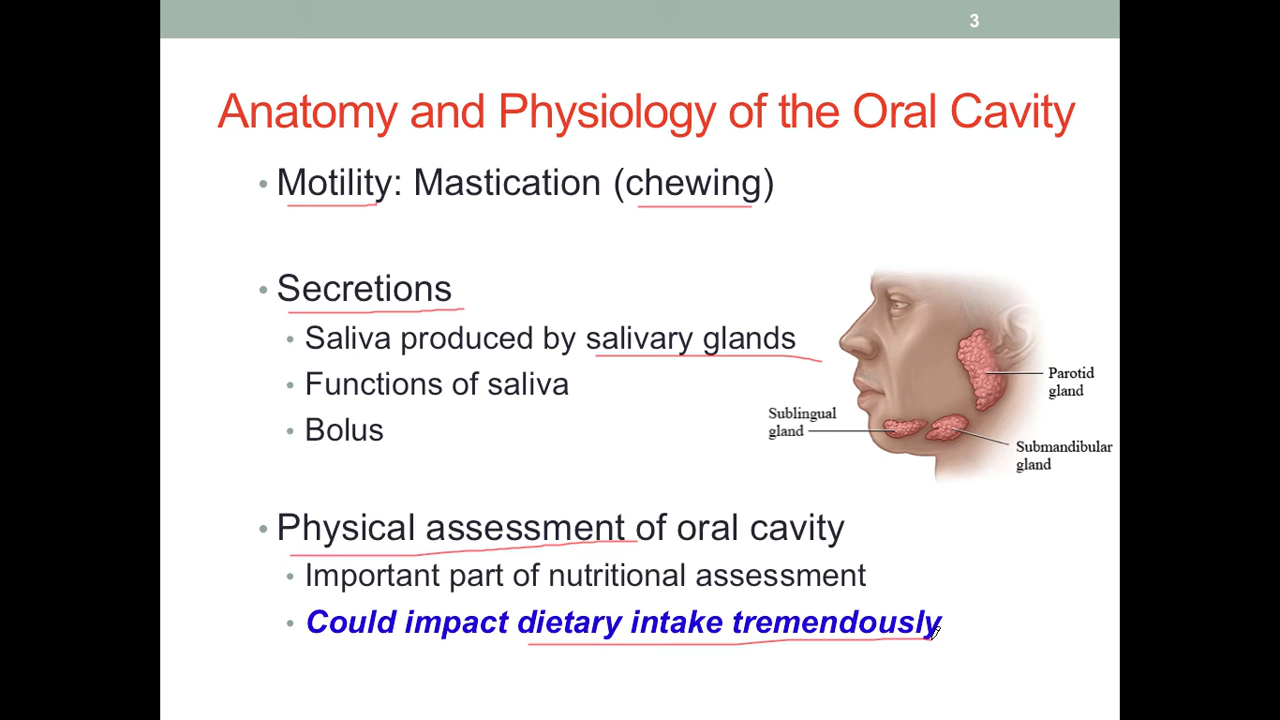 3
Anatomy and Physiology of the Oral Cavity
• Motility: Mastication (chewing)
• Secretions
• Saliva produced by salivary glands
• Functions of saliva
• Bolus
Parotid
gland
Sublingual
gland
Submandibular
gland
• Physical assessment of oral cavity
• Important part of nutritional assessment
• Could impact dietary intake tremendously